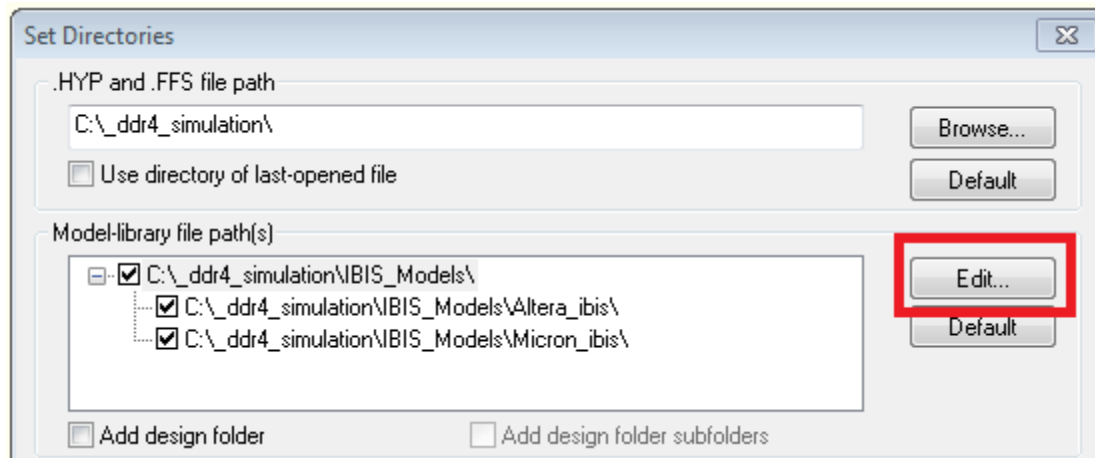 Set Directories
.HYP and .FFS file path
C:\_ddr4_simulation\
Browse...
Use directory of last-opened file
Default
Model-library file path(s)
C:\_ddr4_simulation\IBIS_Models\
Edit...
C:\_ddr4_simulation\IBIS_Models\Altera_ibis\
Default
C:\_ddr4_simulation\IBIS_Models\Micron_ibis\
Add design folder
Add design folder subfolders